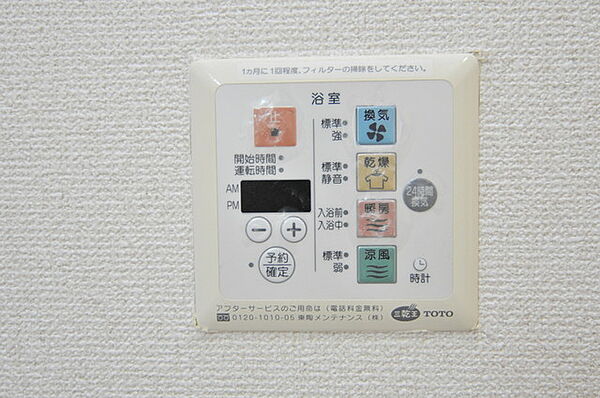 1ヵ月に1回程度、フィルターの掃除をしてください。
浴室
止
標準
強
換気
開始時間
運転時間
標準
静音
乾燥
AM
PM
24時間
換気
入浴前
入浴中
暖房
予約
確定
標準
弱
涼風
時計
アフターサービスのご用命は（電話料金無料）
0120-1010-05 東陶メンテナンス（株）
三乾王 TOTO